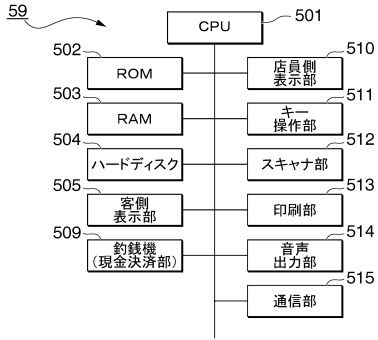 59
CPU
501
502
ROM
503
RAM
504
ハードディスク
505
客側
表示部
509
釣銭機
(現金決済部)
510
店員側
表示部
511
キー
操作部
512
スキャナ部
513
印刷部
514
音声
出力部
515
通信部